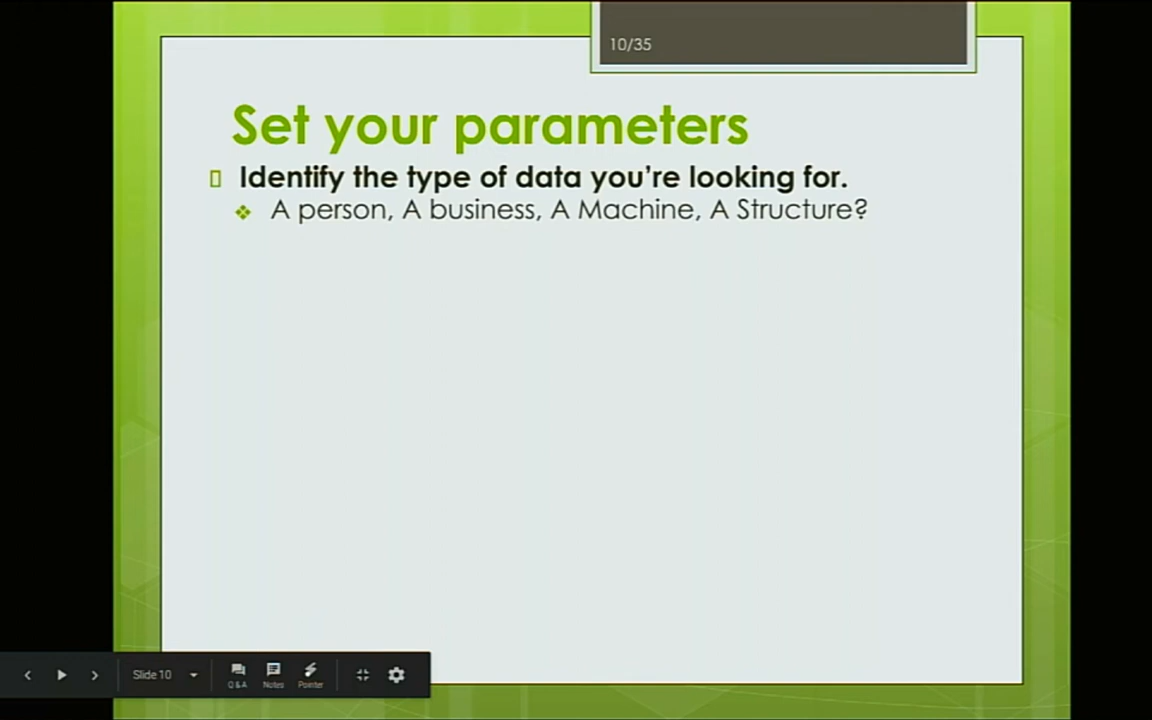 10/35
Set your parameters
Identify the type of data you're looking for.
A person, A business, A Machine, A Structure?
Slide 10
Q&A Notes Pointer